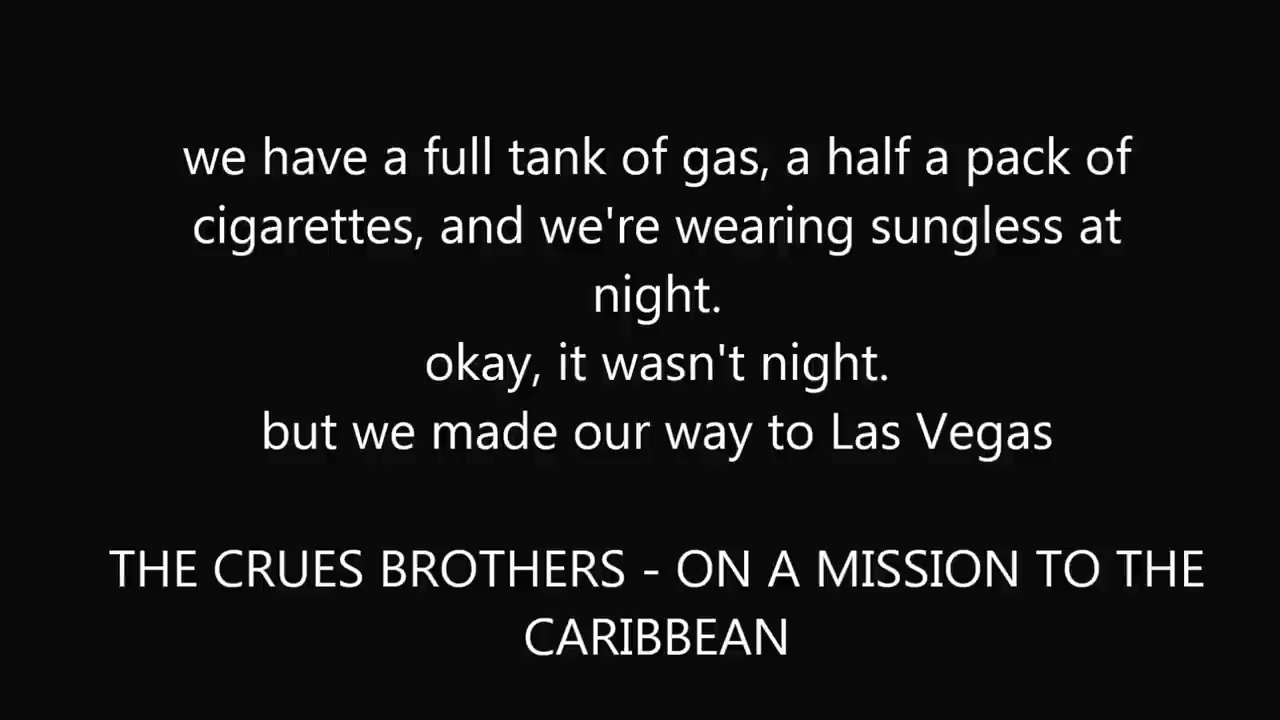 we have a full tank of gas, a half a pack of
cigarettes, and we're wearing sungless at
night.
okay, it wasn't night.
but we made our way to Las Vegas
THE CRUES BROTHERS - ON A MISSION TO THE
CARIBBEAN